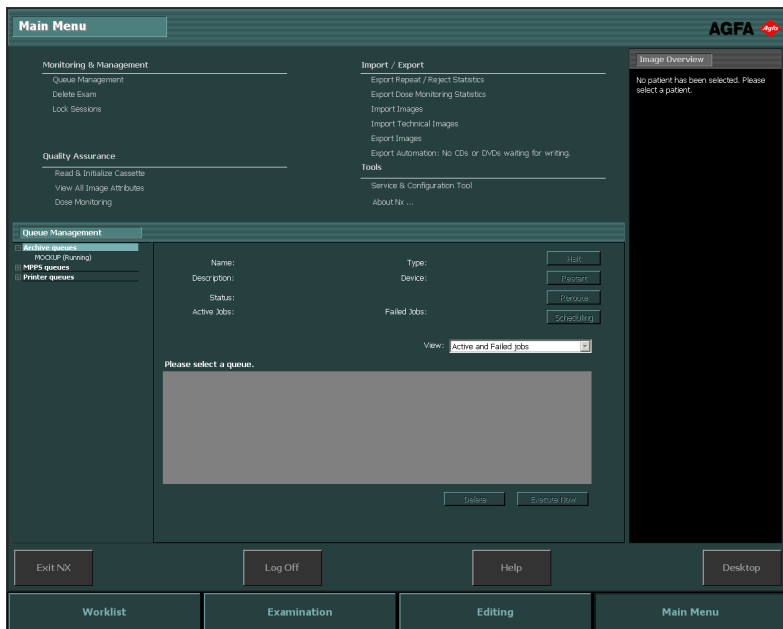 Main Menu
AGFA
Agfa
Monitoring & Management
Queue Management
Delete Exam
Lock Sessions
Quality Assurance
Read & Initialize Cassette
View All Image Attributes
Dose Monitoring
Import / Export
Export Repeat / Reject Statistics
Export Dose Monitoring Statistics
Import Images
Import Technical Images
Export Images
Export Automation: No CDs or DVDs waiting for writing.
Tools
Service & Configuration Tool
About Nx ...
Image Overview
No patient has been selected. Please
select a patient.
Queue Management
Archive queues
MOCKUP (Running)
MPPS queues
Printer queues
Name:
Type:
Halt
Description:
Device:
Restart
Status:
Reroute
Active Jobs:
Failed Jobs:
Scheduling
View:
Active and Failed jobs
Please select a queue.
Delete
Execute Now
Exit NX
Log Off
Help
Desktop
Worklist
Examination
Editing
Main Menu